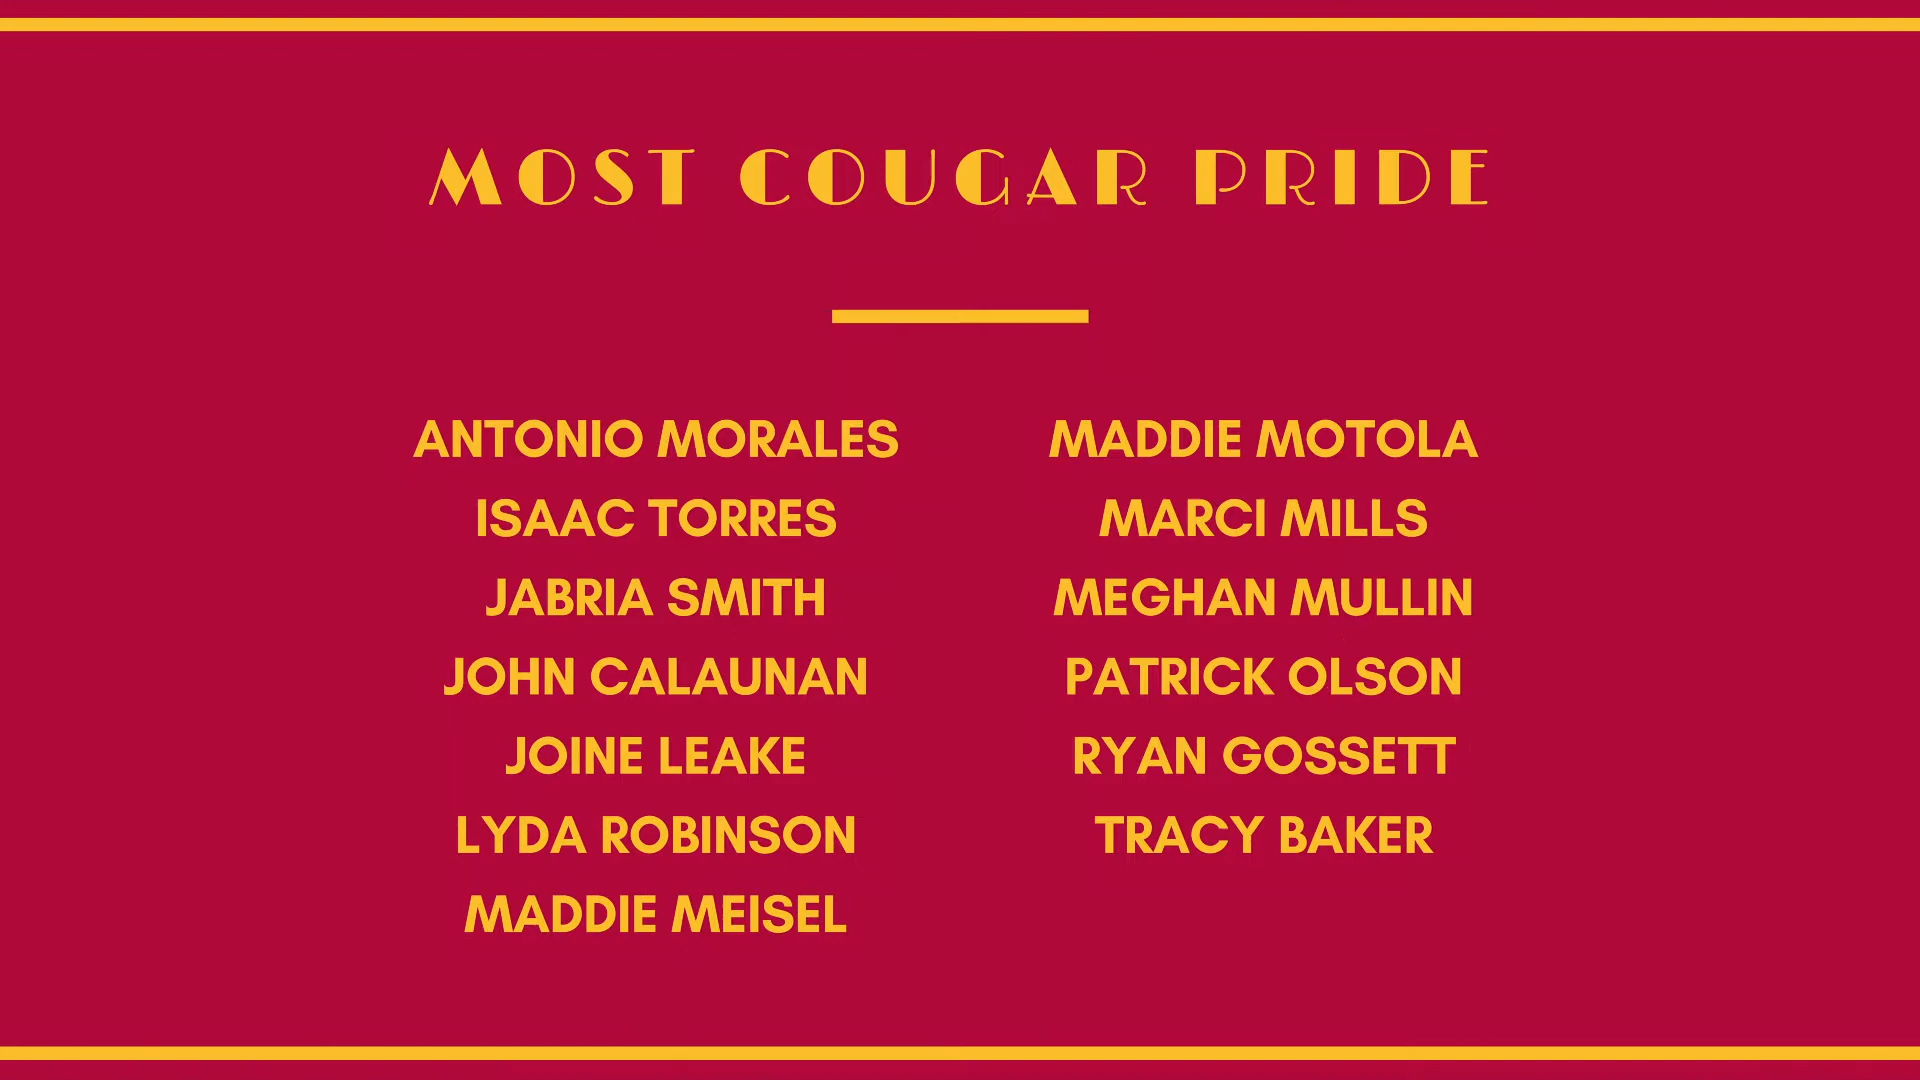 MOST COUGAR PRIDE
ANTONIO MORALES
ISAAC TORRES
JABRIA SMITH
JOHN CALAUNAN
JOINE LEAKE
LYDA ROBINSON
MADDIE MEISEL
MADDIE MOTOLA
MARCI MILLS
MEGHAN MULLIN
PATRICK OLSON
RYAN GOSSETT
TRACY BAKER